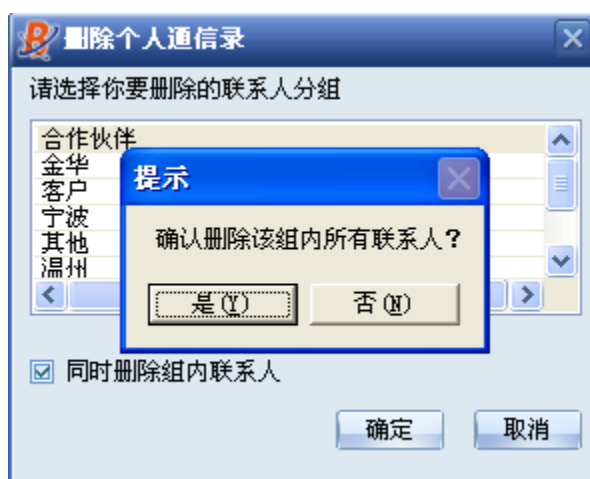 删除个人通信录
请选择你要删除的联系人分组
合作伙伴
金华
客户
宁波
其他
温州
提示
确认删除该组内所有联系人?
是(Y)
否(N)
同时删除组内联系人
确定
取消